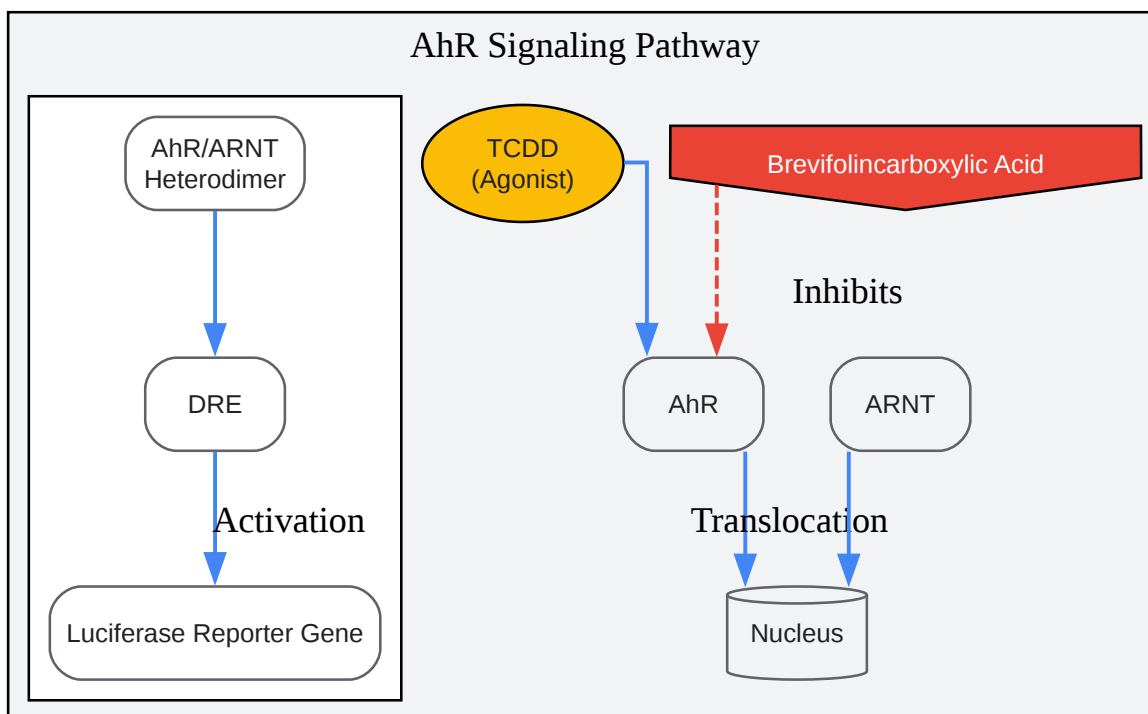 AhR Signaling Pathway
AhR/ARNT
Heterodimer
DRE
Activation
Luciferase Reporter Gene
TCDD
(Agonist)
Brevifolincarboxylic Acid
Inhibits
AhR
ARNT
Translocation
Nucleus